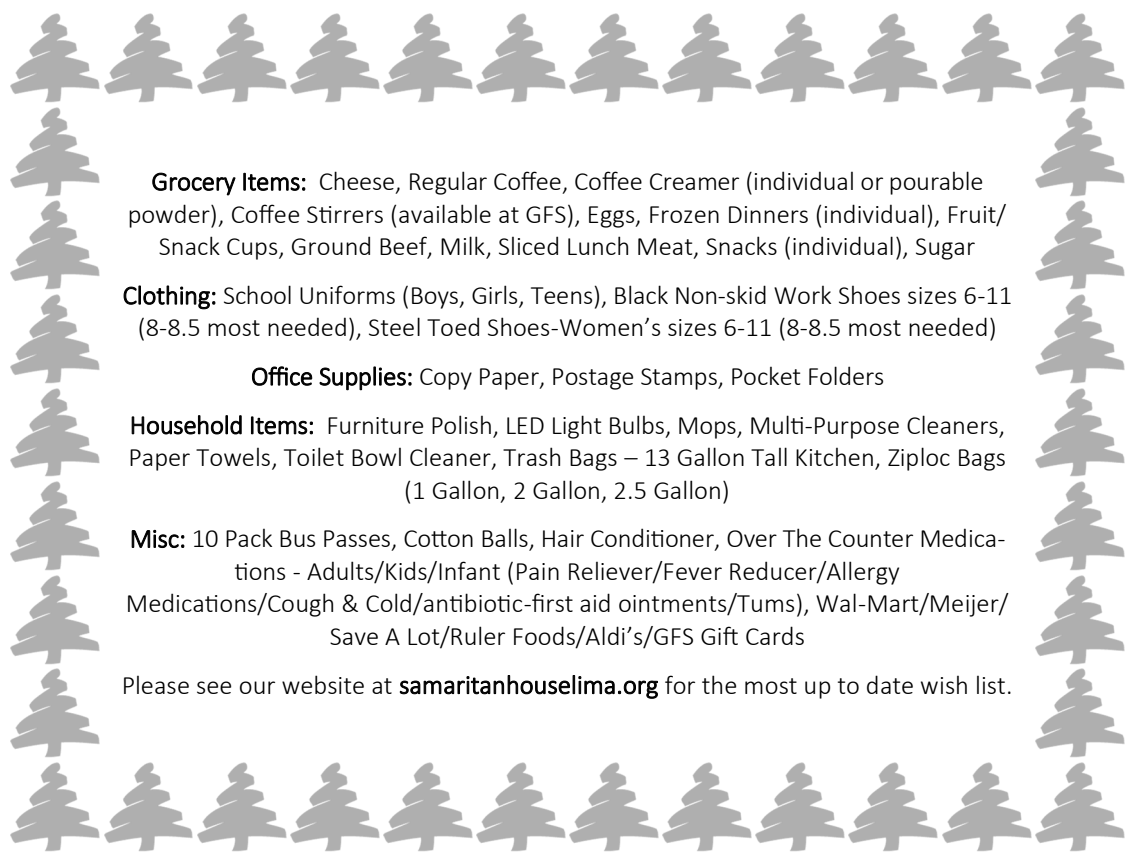 Grocery Items:  Cheese, Regular Coffee, Coffee Creamer (individual or pourable
powder), Coffee Stirrers (available at GFS), Eggs, Frozen Dinners (individual), Fruit/
Snack Cups, Ground Beef, Milk, Sliced Lunch Meat, Snacks (individual), Sugar
Clothing: School Uniforms (Boys, Girls, Teens), Black Non-skid Work Shoes sizes 6-11
(8-8.5 most needed), Steel Toed Shoes-Women’s sizes 6-11 (8-8.5 most needed)
Office Supplies: Copy Paper, Postage Stamps, Pocket Folders
Household Items:  Furniture Polish, LED Light Bulbs, Mops, Multi-Purpose Cleaners,
Paper Towels, Toilet Bowl Cleaner, Trash Bags – 13 Gallon Tall Kitchen, Ziploc Bags
(1 Gallon, 2 Gallon, 2.5 Gallon)
Misc: 10 Pack Bus Passes, Cotton Balls, Hair Conditioner, Over The Counter Medica-
tions - Adults/Kids/Infant (Pain Reliever/Fever Reducer/Allergy
Medications/Cough & Cold/antibiotic-first aid ointments/Tums), Wal-Mart/Meijer/
Save A Lot/Ruler Foods/Aldi’s/GFS Gift Cards
Please see our website at samaritanhouselima.org for the most up to date wish list.